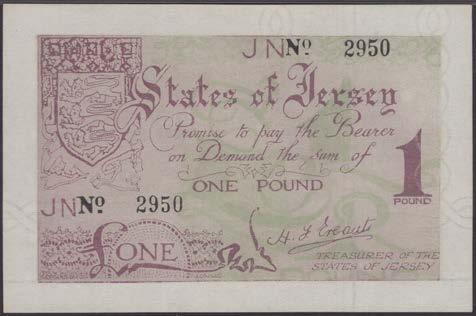 JN Nº 2950
States of Jersey
Promise to pay the Bearer
on Demand the sum of
ONE POUND
1
POUND
JN Nº 2950
£ONE
H. F. Ereaut
TREASURER OF THE
STATES OF JERSEY